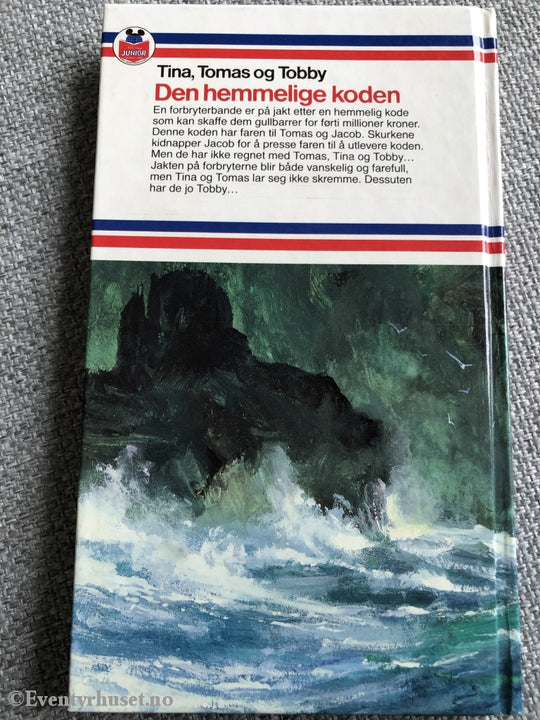 JUNIOR
Tina, Tomas og Tobby
Den hemmelige koden
En forbryterbande er på jakt etter en hemmelig kode
som kan skaffe dem gullbarrer for førti millioner kroner.
Denne koden har faren til Tomas og Jacob. Skurkene
kidnapper Jacob for å presse faren til å utlevere koden.
Men de har ikke regnet med Tomas, Tina og Tobby...
Jakten på forbryterne blir både vanskelig og farefull,
men Tina og Tomas lar seg ikke skremme. Dessuten
har de jo Tobby...
©Eventyrhuset.no